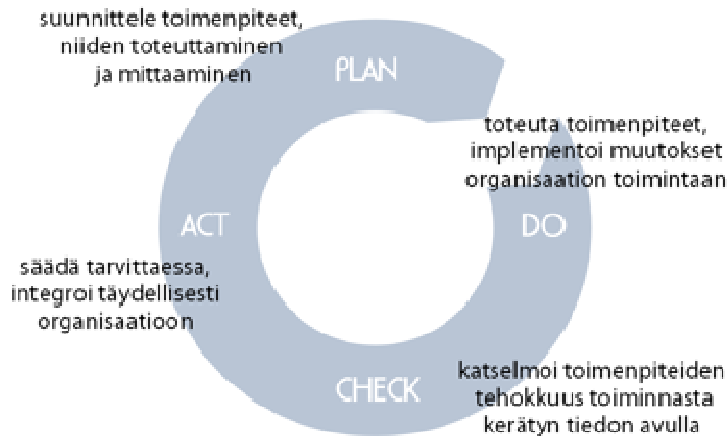 suunnittele toimenpiteet,
niiden toteuttaminen
ja mittaaminen
PLAN
toteuta toimenpiteet,
implementoi muutokset
organisaation toimintaan
DO
katselmoi toimenpiteiden
tehokkuus toiminnasta
kerätyn tiedon avulla
CHECK
ACT
säädä tarvittaessa,
integroi täydellisesti
organisaatioon